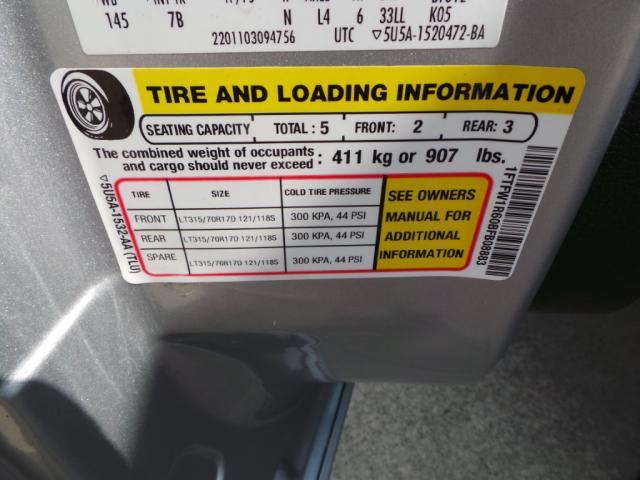 145 7B N L4 6 33LL K05
2201103094756 UTC ▽5U5A-1520472-BA
TIRE AND LOADING INFORMATION
SEATING CAPACITY TOTAL : 5 FRONT: 2 REAR: 3
The combined weight of occupants and cargo should never exceed : 411 kg or 907 lbs.
TIRE SIZE COLD TIRE PRESSURE
FRONT LT315/70R17D 121/118S 300 KPA, 44 PSI
REAR LT315/70R17D 121/118S 300 KPA, 44 PSI
SPARE LT315/70R17D 121/118S 300 KPA, 44 PSI
SEE OWNERS
MANUAL FOR
ADDITIONAL
INFORMATION
▽5U5A-1532-AA (TLU)
1FTFW1R60BFB08883